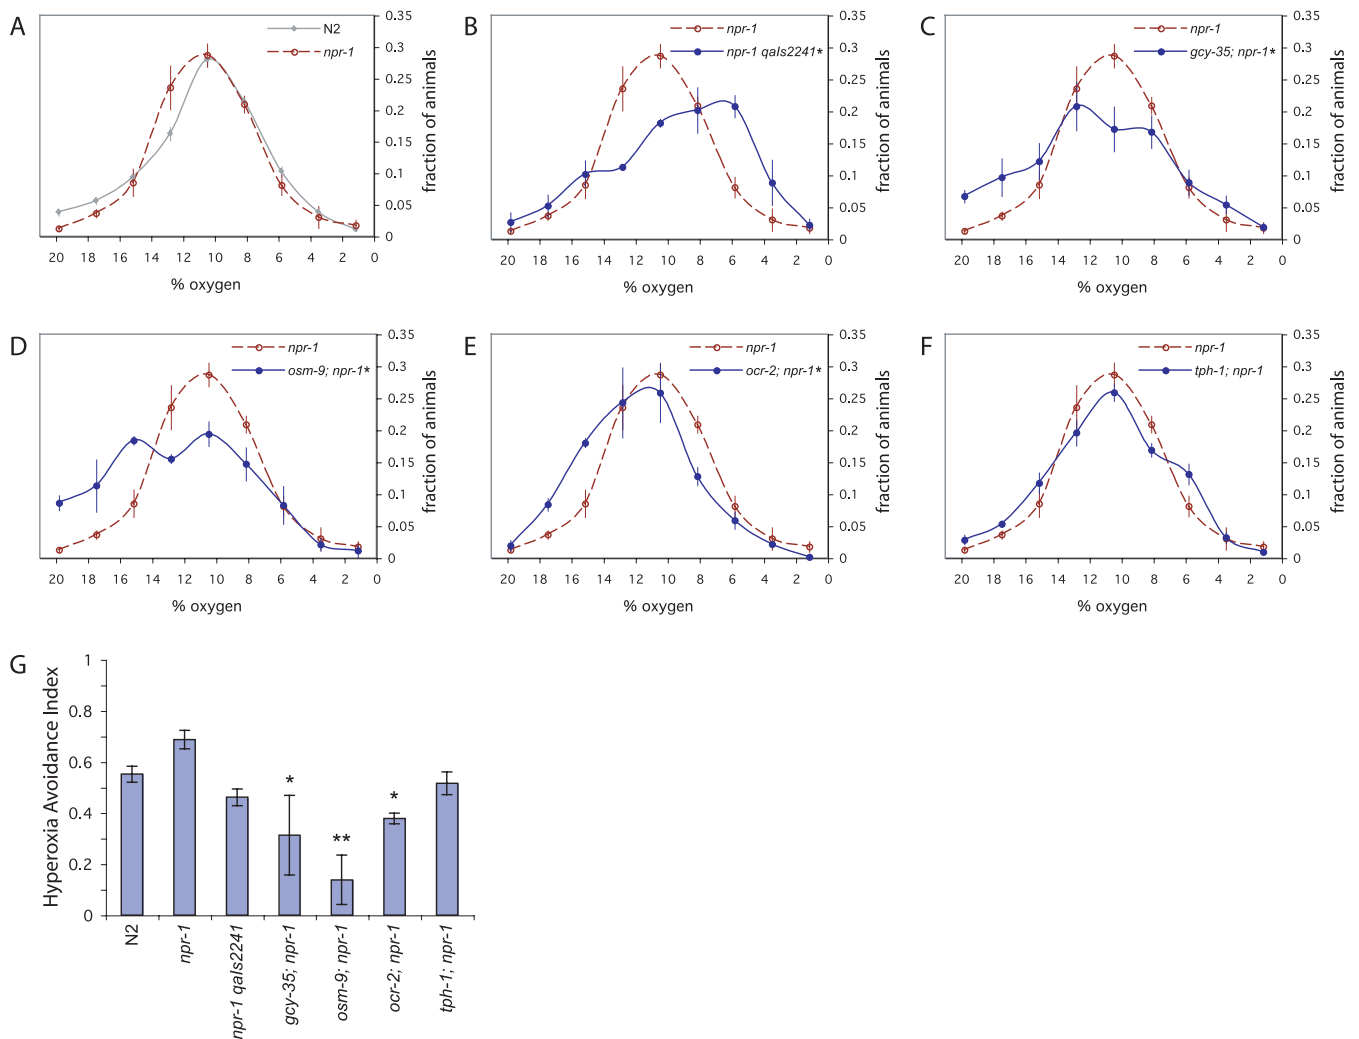 A
N2
npr-1
0.35
0.3
0.25
0.2
0.15
0.1
0.05
0
fraction of animals
20 18 16 14 12 10 8 6 4 2 0
% oxygen
B
npr-1
npr-1 qaIs2241*
0.35
0.3
0.25
0.2
0.15
0.1
0.05
0
fraction of animals
20 18 16 14 12 10 8 6 4 2 0
% oxygen
C
npr-1
gcy-35; npr-1*
0.35
0.3
0.25
0.2
0.15
0.1
0.05
0
fraction of animals
20 18 16 14 12 10 8 6 4 2 0
% oxygen
D
npr-1
osm-9; npr-1*
0.35
0.3
0.25
0.2
0.15
0.1
0.05
0
fraction of animals
20 18 16 14 12 10 8 6 4 2 0
% oxygen
E
npr-1
ocr-2; npr-1*
0.35
0.3
0.25
0.2
0.15
0.1
0.05
0
fraction of animals
20 18 16 14 12 10 8 6 4 2 0
% oxygen
F
npr-1
tph-1; npr-1
0.35
0.3
0.25
0.2
0.15
0.1
0.05
0
fraction of animals
20 18 16 14 12 10 8 6 4 2 0
% oxygen
G
Hyperoxia Avoidance Index
1
0.8
0.6
0.4
0.2
0
*
**
*
N2
npr-1
npr-1 qaIs2241
gcy-35; npr-1
osm-9; npr-1
ocr-2; npr-1
tph-1; npr-1